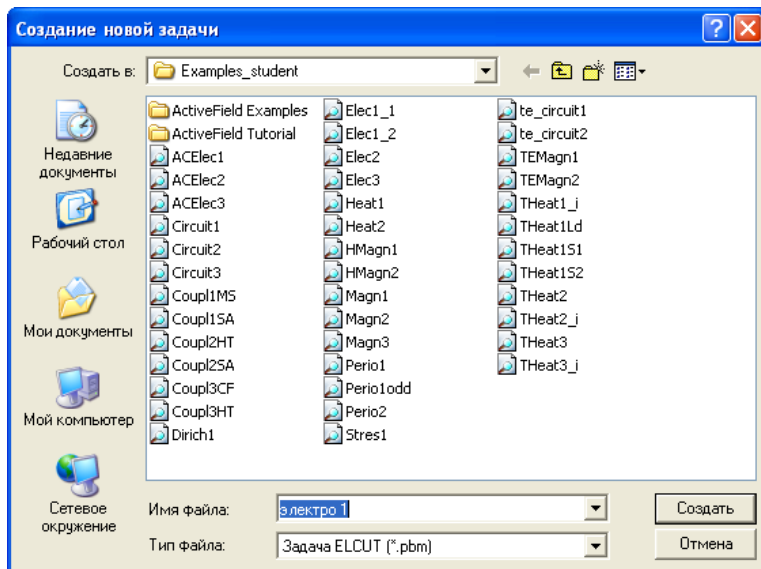 Создание новой задачи
Создать в:
Examples_student
Недавние
документы
Рабочий стол
Мои документы
Мой компьютер
Сетевое
окружение
ActiveField Examples
ActiveField Tutorial
ACElec1
ACElec2
ACElec3
Circuit1
Circuit2
Circuit3
Coupl1MS
Coupl1SA
Coupl2HT
Coupl2SA
Coupl3CF
Coupl3HT
Dirich1
Elec1_1
Elec1_2
Elec2
Elec3
Heat1
Heat2
HMagn1
HMagn2
Magn1
Magn2
Magn3
Perio1
Perio1odd
Perio2
Stres1
te_circuit1
te_circuit2
TEMagn1
TEMagn2
THeat1_i
THeat1Ld
THeat1S1
THeat1S2
THeat2
THeat2_i
THeat3
THeat3_i
Имя файла:
электро 1
Создать
Тип файла:
Задача ELCUT (*.pbm)
Отмена